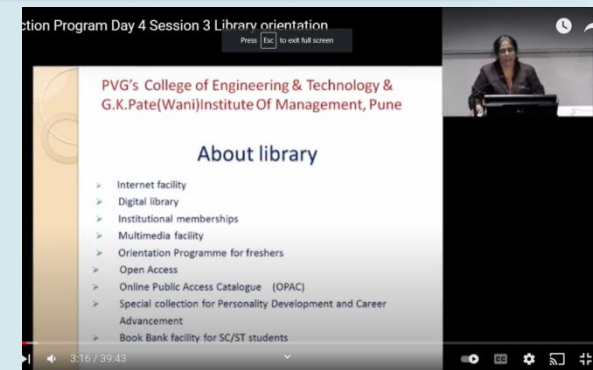 ction Program Day 4 Session 3 Library orientation
Press Esc to exit full screen
PVG's College of Engineering & Technology &
G.K.Pate(Wani)Institute Of Management, Pune
About library
➢ Internet facility
➢ Digital library
➢ Institutional memberships
➢ Multimedia facility
➢ Orientation Programme for freshers
➢ Open Access
➢ Online Public Access Catalogue (OPAC)
➢ Special collection for Personality Development and Career
Advancement
➢ Book Bank facility for SC/ST students
3:16 / 39:43
CC